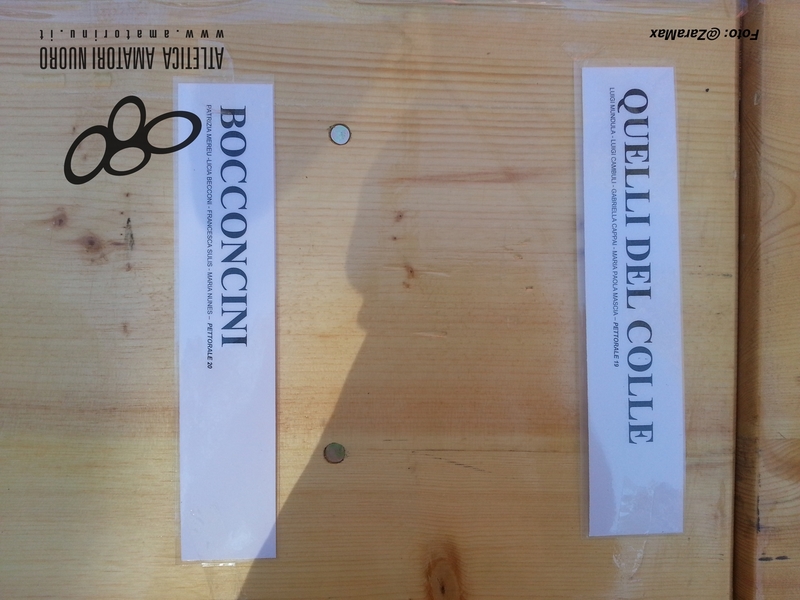 BOCCONCINI
PATRIZIA MEREU -LICIA BECCONI - FRANCESCA SULIS - MARIA NUNES – PETTORALE 20
QUELLI DEL COLLE
LUIGI MUNDULA - LUIGI CAMBULI - GABRIELLA CAPPAI - MARIA PAOLA MASCIA – PETTORALE 19
Foto: @ZaraMax
ATLETICA AMATORI NUORO
www.amatorinu.it